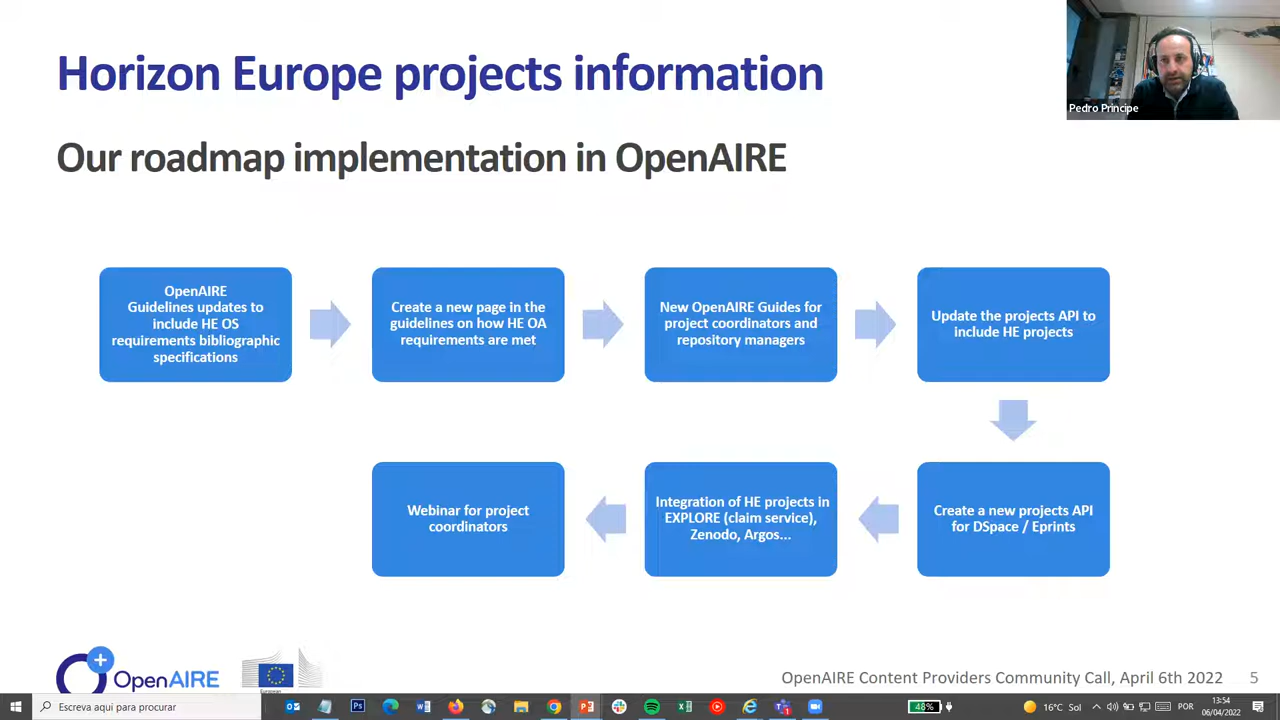 Horizon Europe projects information
Pedro Principe
Our roadmap implementation in OpenAIRE
OpenAIRE
Guidelines updates to
include HE OS
requirements bibliographic
specifications
Create a new page in the
guidelines on how HE OA
requirements are met
New OpenAIRE Guides for
project coordinators and
repository managers
Update the projects API to
include HE projects
Create a new projects API
for DSpace / Eprints
Integration of HE projects in
EXPLORE (claim service),
Zenodo, Argos...
Webinar for project
coordinators
OpenAIRE
European
OpenAIRE Content Providers Community Call, April 6th 2022 5
Escreva aqui para procurar
48%
16°C Sol
POR
13:54
06/04/2022